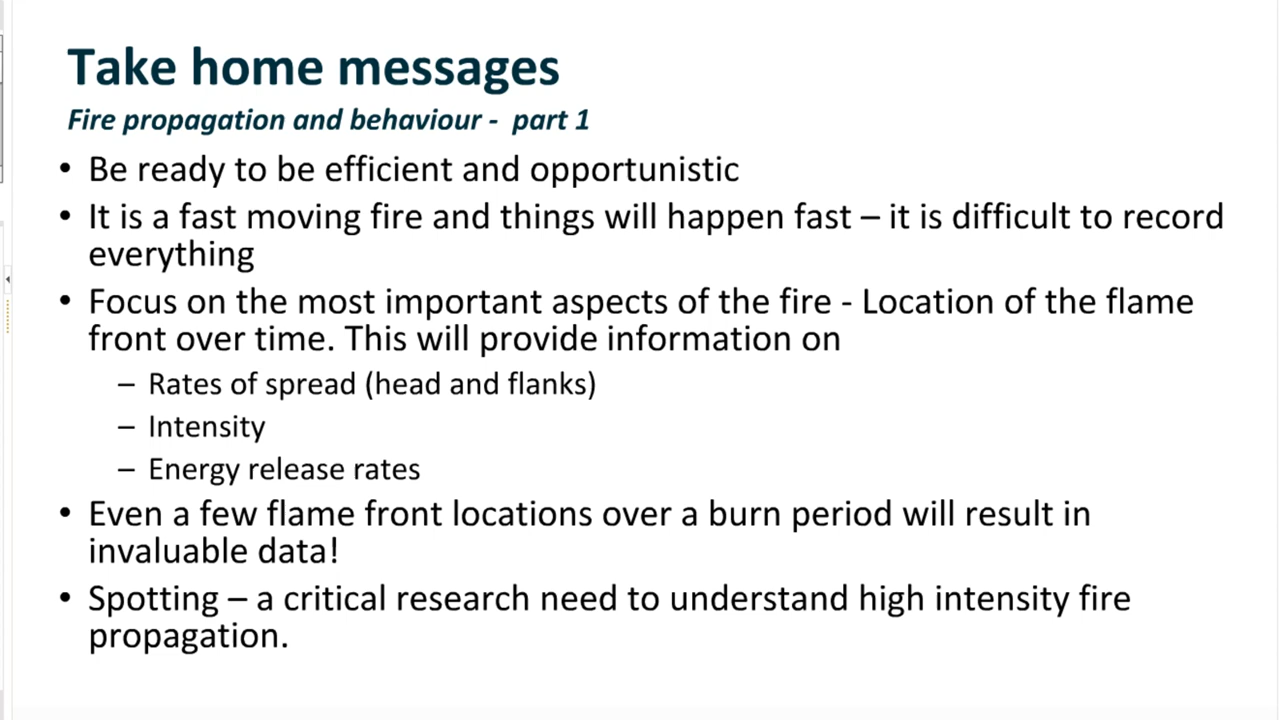 Take home messages
Fire propagation and behaviour -  part 1
• Be ready to be efficient and opportunistic
• It is a fast moving fire and things will happen fast – it is difficult to record
everything
• Focus on the most important aspects of the fire - Location of the flame
front over time. This will provide information on
– Rates of spread (head and flanks)
– Intensity
– Energy release rates
• Even a few flame front locations over a burn period will result in
invaluable data!
• Spotting – a critical research need to understand high intensity fire
propagation.